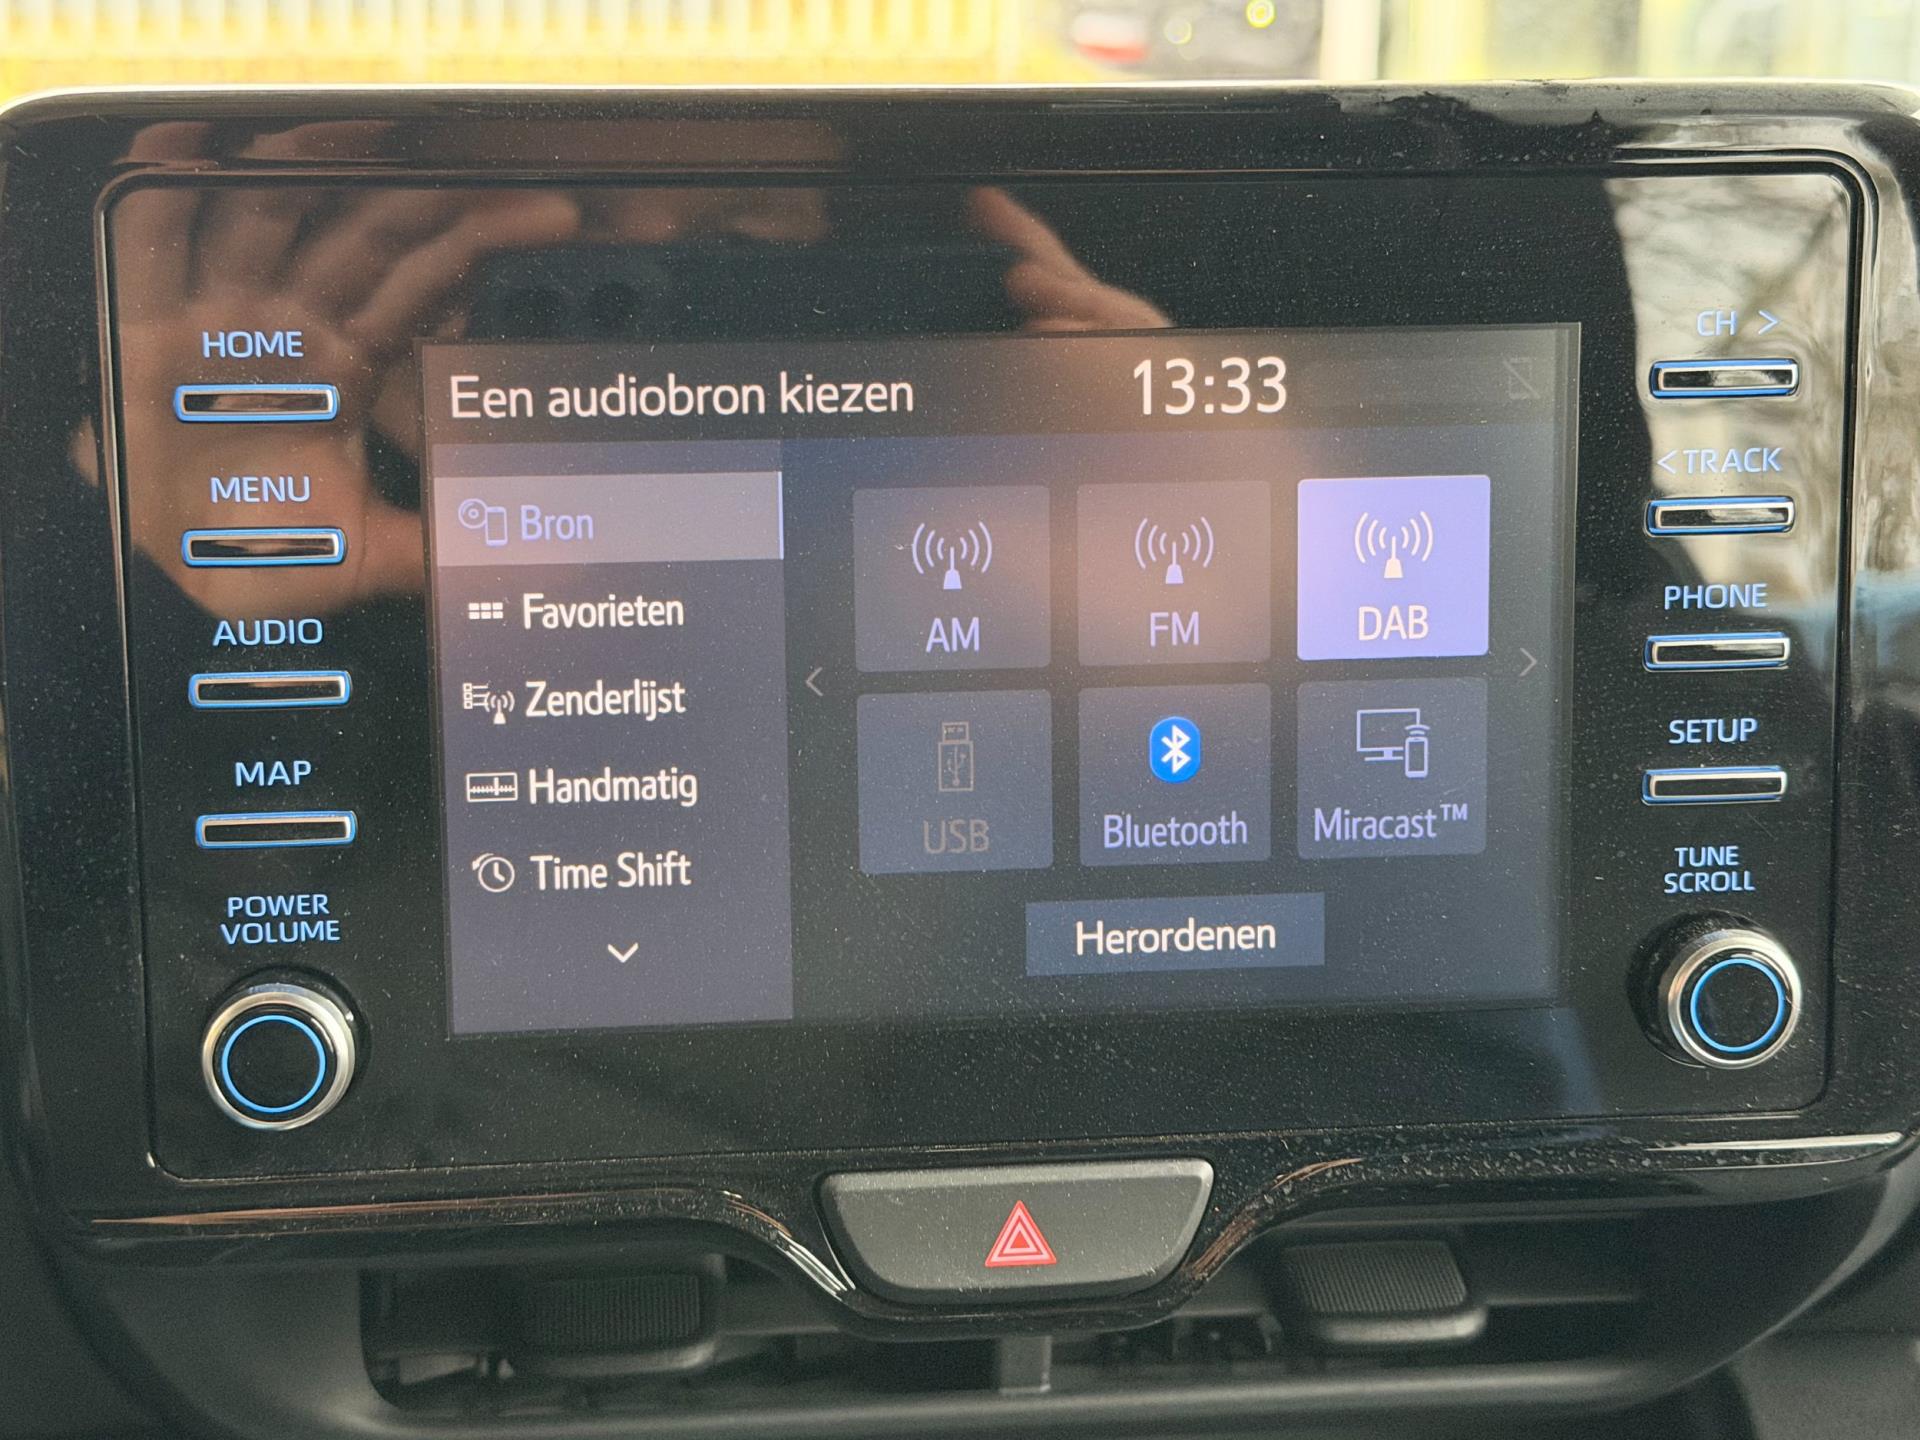 HOME
MENU
AUDIO
MAP
POWER
VOLUME
Een audiobron kiezen
13:33
Bron
Favorieten
Zenderlijst
Handmatig
Time Shift
AM
FM
DAB
USB
Bluetooth
Miracast™
Herordenen
CH >
< TRACK
PHONE
SETUP
TUNE
SCROLL